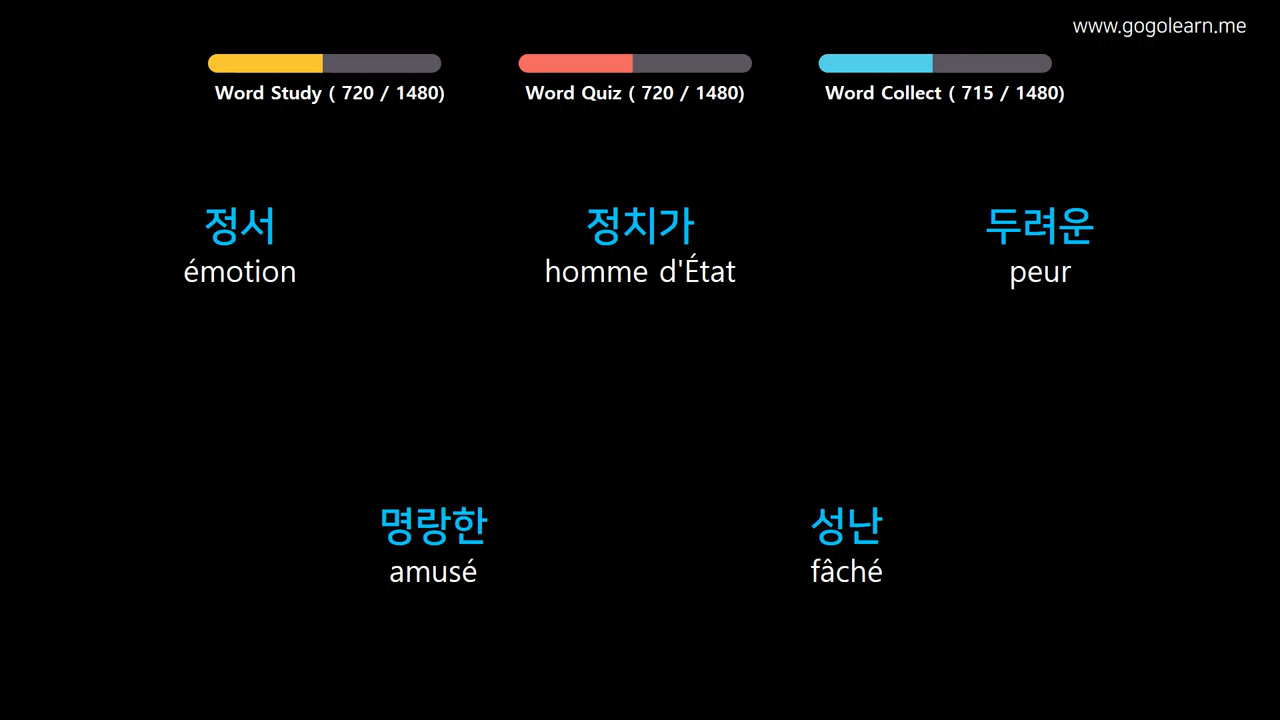 www.gogolearn.me
Word Study ( 720 / 1480)
Word Quiz ( 720 / 1480)
Word Collect ( 715 / 1480)
정서
émotion
정치가
homme d'État
두려운
peur
명랑한
amusé
성난
fâché